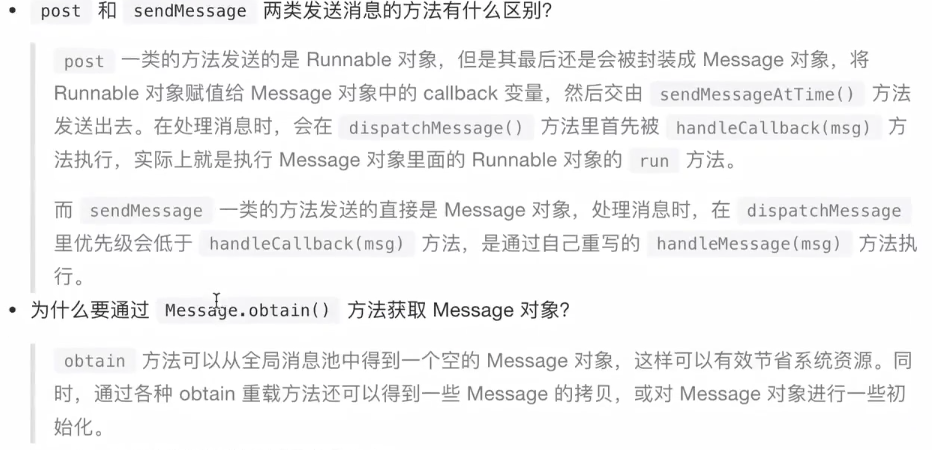 • post 和 sendMessage 两类发送消息的方法有什么区别?
post 一类的方法发送的是 Runnable 对象，但是其最后还是会被封装成 Message 对象，将
Runnable 对象赋值给 Message 对象中的 callback 变量，然后交由 sendMessageAtTime() 方法
发送出去。在处理消息时，会在 dispatchMessage() 方法里首先被 handleCallback(msg) 方
法执行，实际上就是执行 Message 对象里面的 Runnable 对象的 run 方法。
而 sendMessage 一类的方法发送的直接是 Message 对象，处理消息时，在 dispatchMessage
里优先级会低于 handleCallback(msg) 方法，是通过自己重写的 handleMessage(msg) 方法执
行。
• 为什么要通过 Message.obtain() 方法获取 Message 对象?
obtain 方法可以从全局消息池中得到一个空的 Message 对象，这样可以有效节省系统资源。同
时，通过各种 obtain 重载方法还可以得到一些 Message 的拷贝，或对 Message 对象进行一些初
始化。